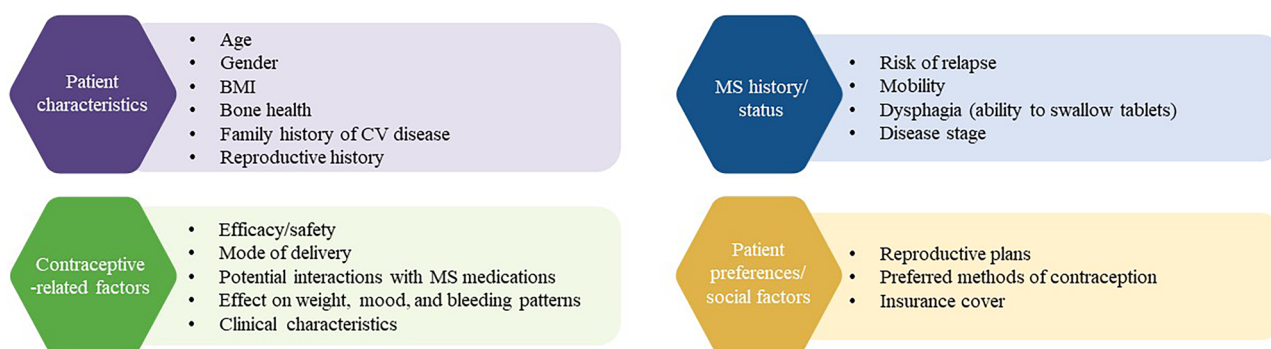 Patient
characteristics
• Age
• Gender
• BMI
• Bone health
• Family history of CV disease
• Reproductive history
MS history/
status
• Risk of relapse
• Mobility
• Dysphagia (ability to swallow tablets)
• Disease stage
Contraceptive
-related factors
• Efficacy/safety
• Mode of delivery
• Potential interactions with MS medications
• Effect on weight, mood, and bleeding patterns
• Clinical characteristics
Patient
preferences/
social factors
• Reproductive plans
• Preferred methods of contraception
• Insurance cover